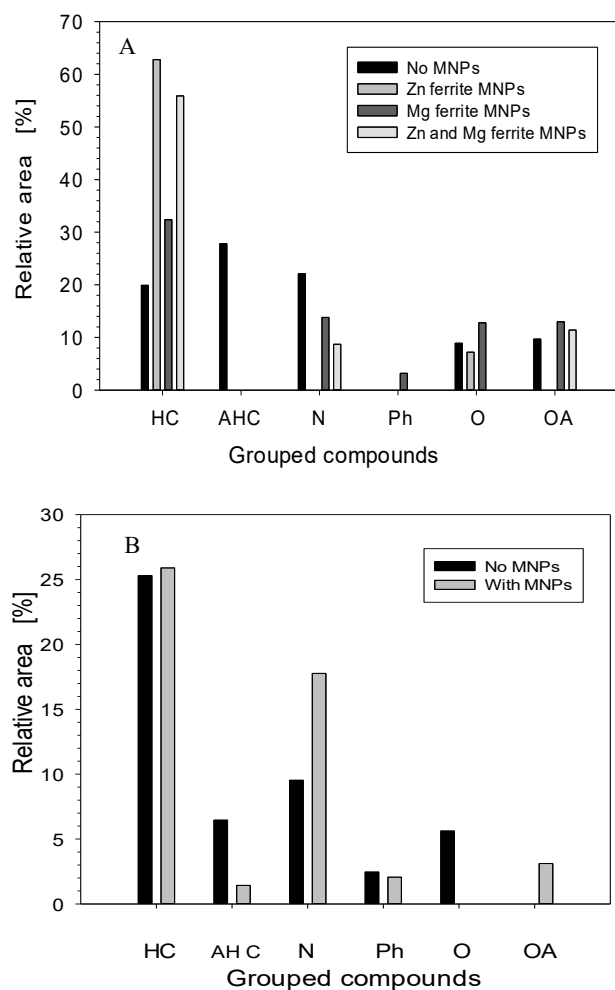 A
No MNPs
Zn ferrite MNPs
Mg ferrite MNPs
Zn and Mg ferrite MNPs
Relative area [%]
70
60
50
40
30
20
10
0
HC AHC N Ph O OA
Grouped compounds
B
No MNPs
With MNPs
Relative area [%]
30
25
20
15
10
5
0
HC AH C N Ph O OA
Grouped compounds